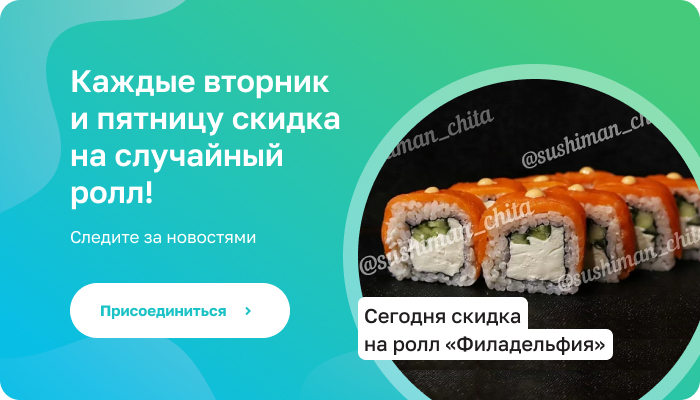 Каждые вторник
и пятницу скидка
на случайный
ролл!
Следите за новостями
Присоединиться
@sushiman_chita
@sushiman_chita
@sushiman_chita
Сегодня скидка
на ролл «Филадельфия»